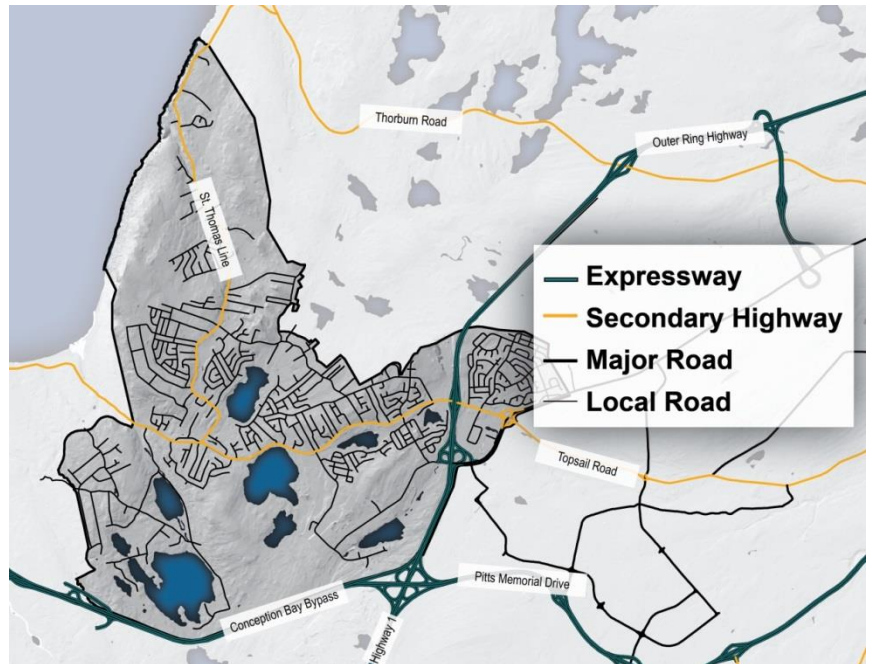 Thorburn Road
Outer Ring Highway
St. Thomas Line
Expressway
Secondary Highway
Major Road
Local Road
Topsail Road
Pitts Memorial Drive
Conception Bay Bypass
Highway 1